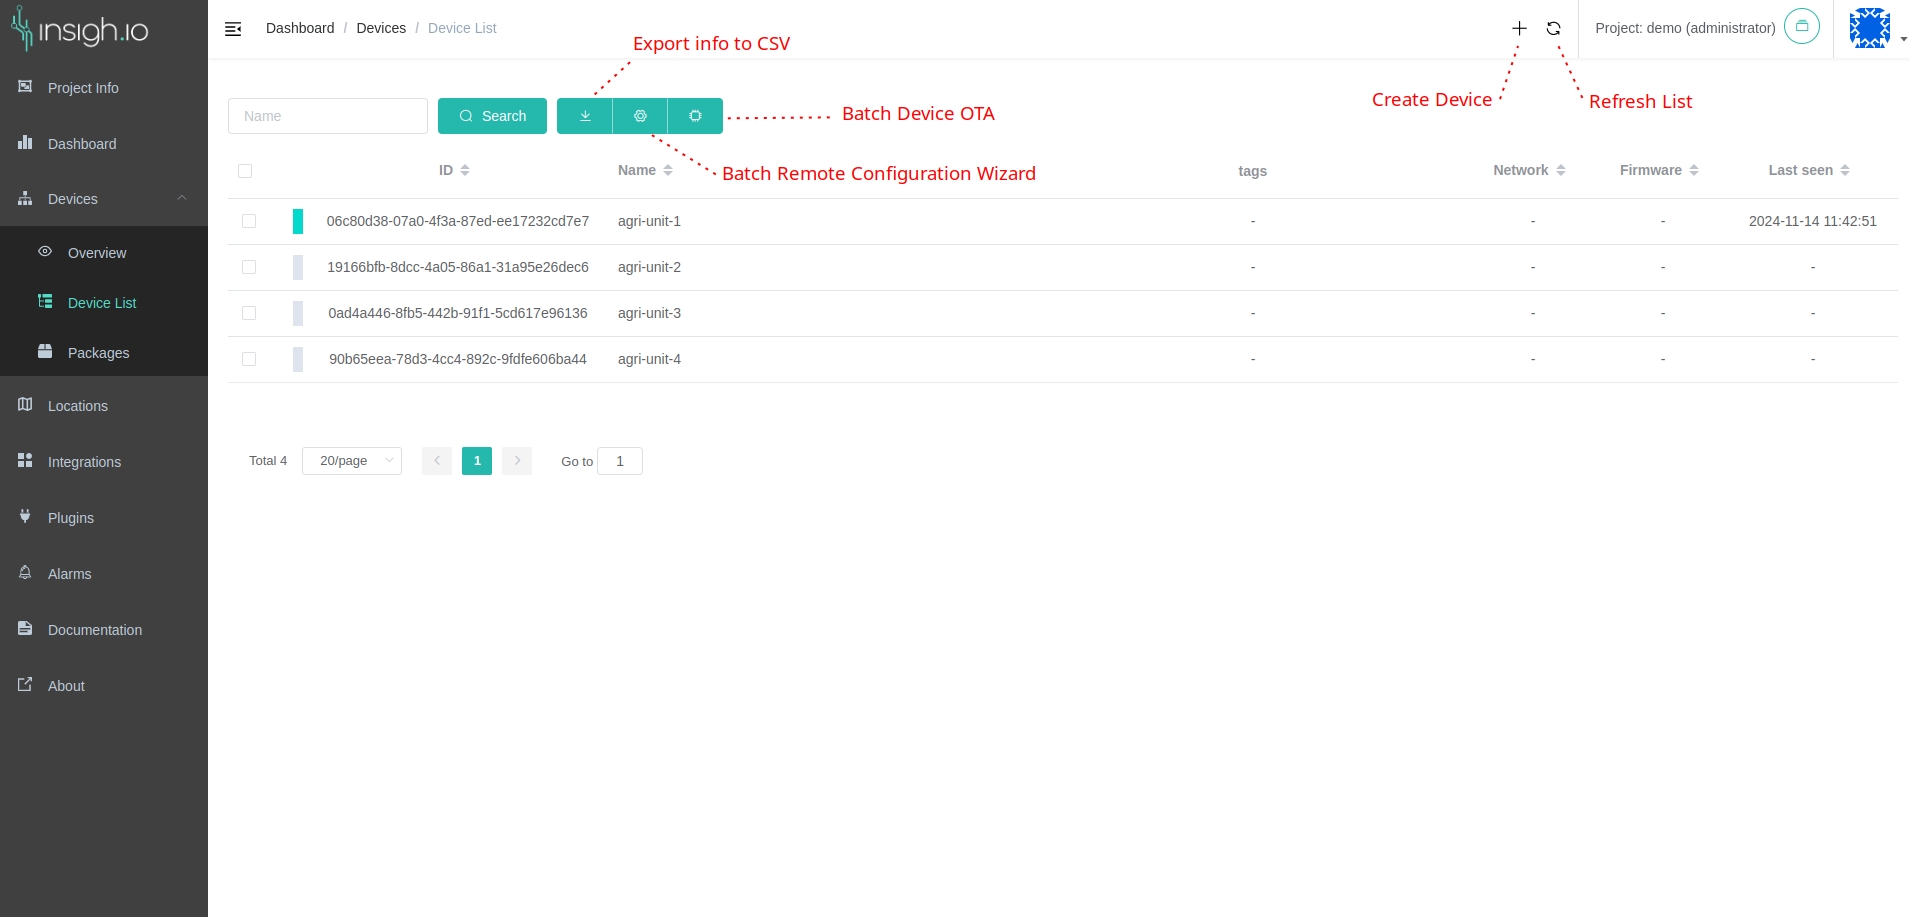 insigh.io
Dashboard / Devices / Device List
Project: demo (administrator)
Export info to CSV
Create Device
Refresh List
Project Info
Dashboard
Devices
Overview
Device List
Packages
Locations
Integrations
Plugins
Alarms
Documentation
About
Name
Search
Batch Device OTA
Batch Remote Configuration Wizard
ID Name tags Network Firmware Last seen
06c80d38-07a0-4f3a-87ed-ee17232cd7e7 agri-unit-1 - - - 2024-11-14 11:42:51
19166bfb-8dcc-4a05-86a1-31a95e26dec6 agri-unit-2 - - - -
0ad4a446-8fb5-442b-91f1-5cd617e96136 agri-unit-3 - - - -
90b65eea-78d3-4cc4-892c-9fdfe606ba44 agri-unit-4 - - - -
Total 4 20/page 1 Go to 1